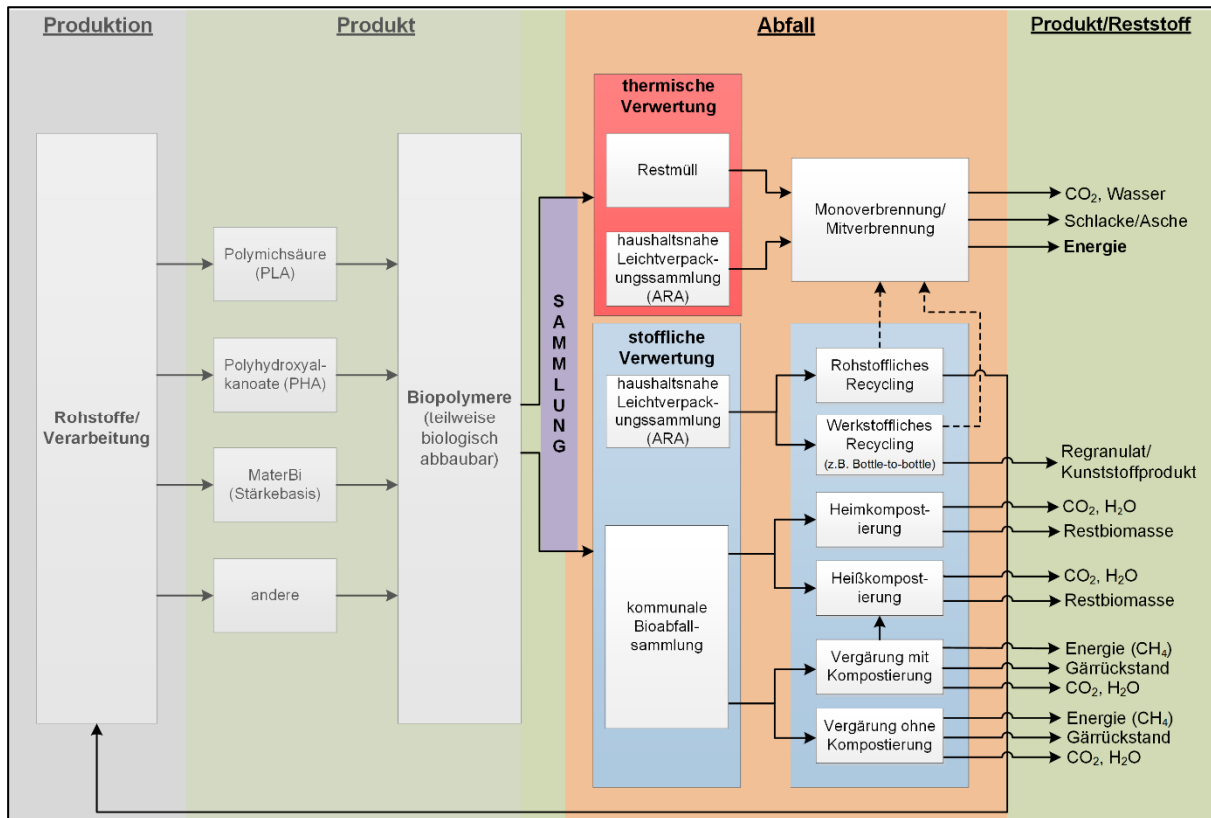 Produktion
Produkt
Abfall
Produkt/Reststoff
thermische
Verwertung
Restmüll
haushaltsnahe
Leichtverpack-
ungssammlung
(ARA)
Monoverbrennung/
Mitverbrennung
CO₂, Wasser
Schlacke/Asche
Energie
Rohstoffe/
Verarbeitung
Polymichsäure
(PLA)
Polyhydroxyal-
kanoate (PHA)
MaterBi
(Stärkebasis)
andere
Biopolymere
(teilweise
biologisch
abbaubar)
SAMMLUNG
stoffliche
Verwertung
haushaltsnahe
Leichtverpack-
ungssammlung
(ARA)
kommunale
Bioabfall-
sammlung
Rohstoffliches
Recycling
Werkstoffliches
Recycling
(z.B. Bottle-to-bottle)
Heimkompost-
ierung
Heißkompost-
ierung
Vergärung mit
Kompostierung
Vergärung ohne
Kompostierung
Regranulat/
Kunststoffprodukt
CO₂, H₂O
Restbiomasse
CO₂, H₂O
Restbiomasse
Energie (CH₄)
Gärrückstand
CO₂, H₂O
Energie (CH₄)
Gärrückstand
CO₂, H₂O